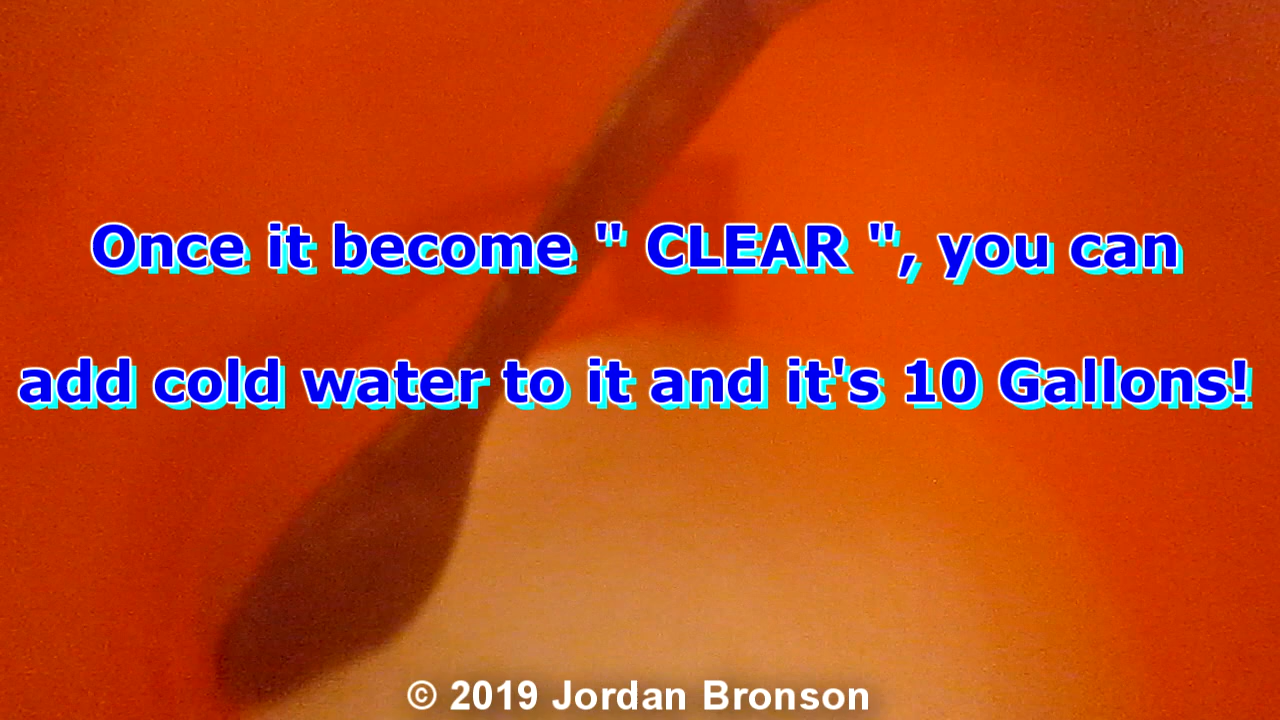 Once it become " CLEAR ", you can
add cold water to it and it's 10 Gallons!
© 2019 Jordan Bronson